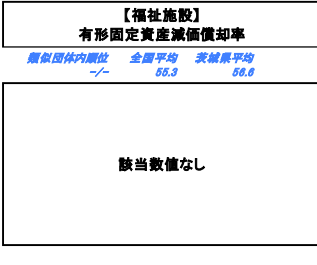 【福祉施設】
有形固定資産減価償却率
類似団体内順位 全国平均 茨城県平均
-/- 55.3 56.6
該当数値なし